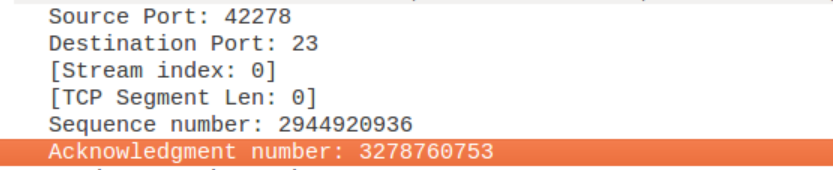 Source Port: 42278
Destination Port: 23
[Stream index: 0]
[TCP Segment Len: 0]
Sequence number: 2944920936
Acknowledgment number: 3278760753